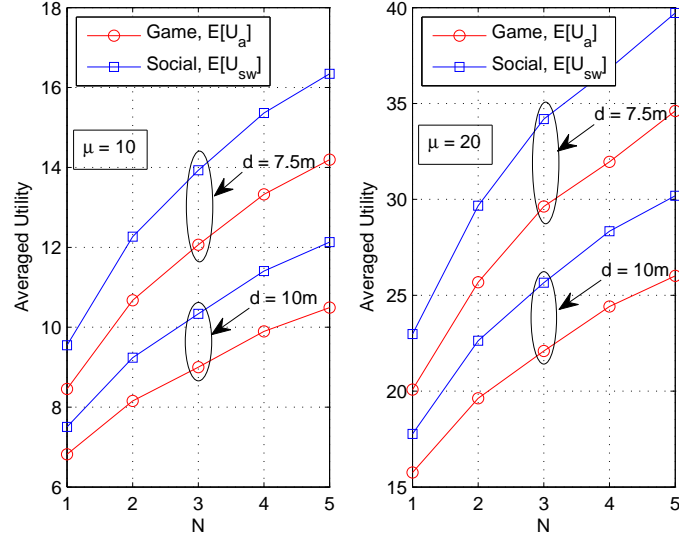 Game, E[U_a]
Social, E[U_sw]
μ = 10
d = 7.5m
d = 10m
Averaged Utility
18
16
14
12
10
8
6
1 2 3 4 5
N
Game, E[U_a]
Social, E[U_sw]
μ = 20
d = 7.5m
d = 10m
Averaged Utility
40
35
30
25
20
15
1 2 3 4 5
N